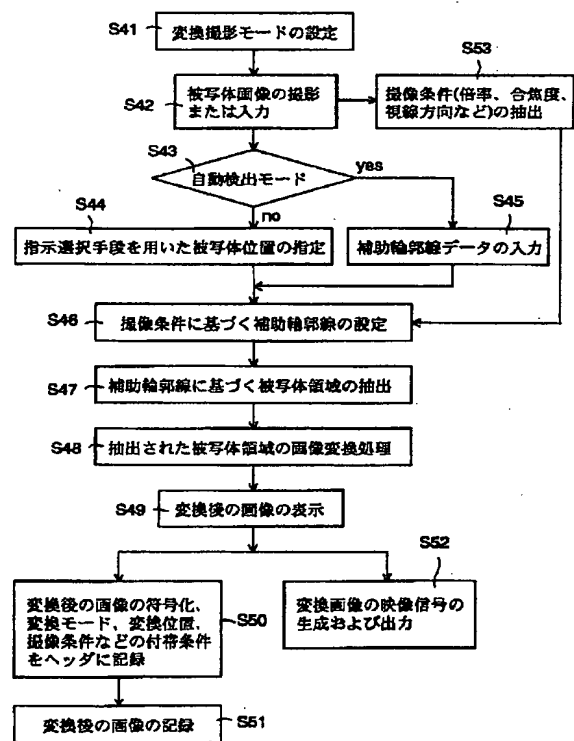 S41
変換撮影モードの設定
S53
S42
被写体画像の撮影
または入力
撮像条件(倍率、合焦度、
視線方向など)の抽出
S43
自動検出モード
yes
no
S44
指示選択手段を用いた被写体位置の指定
S45
補助輪郭線データの入力
S46
撮像条件に基づく補助輪郭線の設定
S47
補助輪郭線に基づく被写体領域の抽出
S48
抽出された被写体領域の画像変換処理
S49
変換後の画像の表示
S52
変換後の画像の符号化、
変換モード、変換位置、
撮像条件などの付帯条件
をヘッダに記録
S50
変換画像の映像信号の
生成および出力
変換後の画像の記録
S51